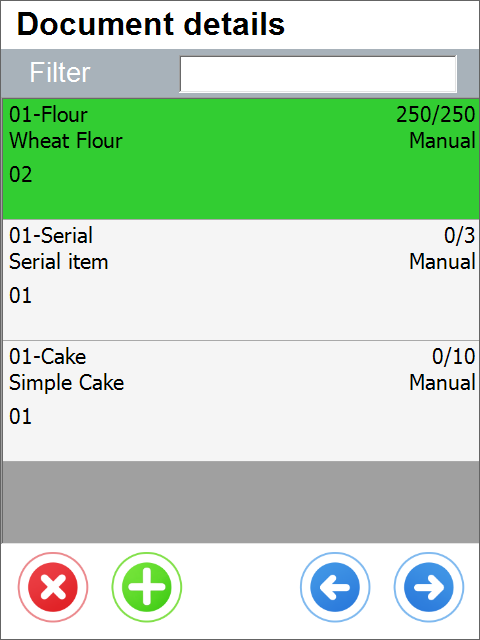 Document details
Filter
01-Flour 250/250
Wheat Flour Manual
02
01-Serial 0/3
Serial item Manual
01
01-Cake 0/10
Simple Cake Manual
01